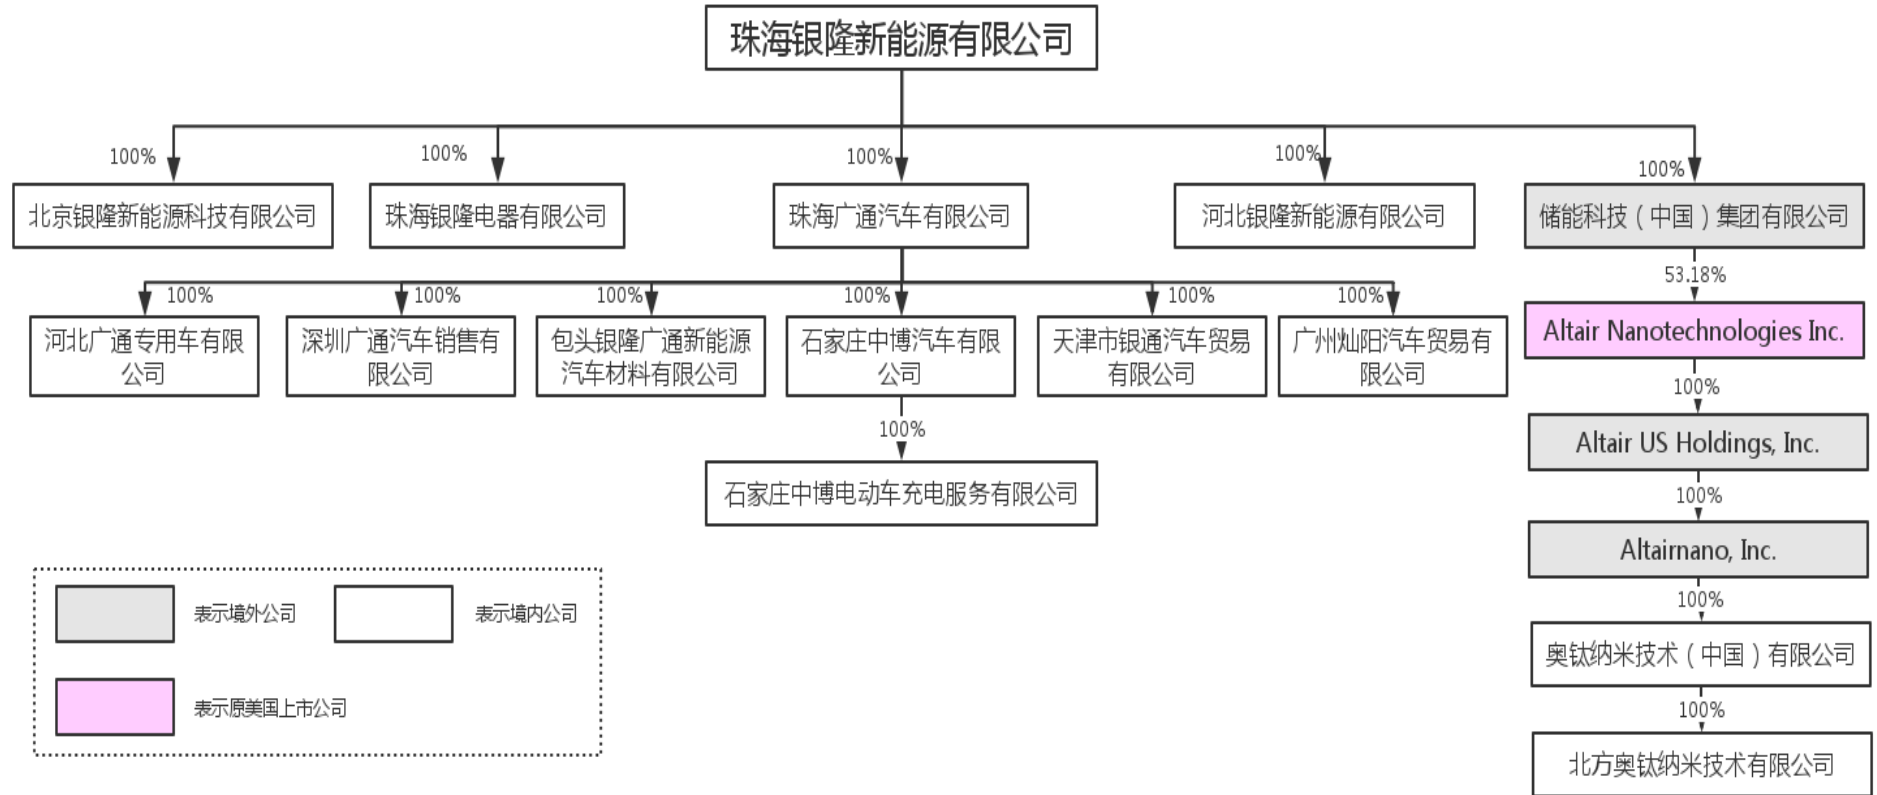 珠海银隆新能源有限公司
100%
100%
100%
100%
100%
北京银隆新能源科技有限公司
珠海银隆电器有限公司
珠海广通汽车有限公司
河北银隆新能源有限公司
储能科技（中国）集团有限公司
53.18%
100%
100%
100%
100%
100%
100%
河北广通专用车有限
公司
深圳广通汽车销售有
限公司
包头银隆广通新能源
汽车材料有限公司
石家庄中博汽车有限
公司
天津市银通汽车贸易
有限公司
广州灿阳汽车贸易有
限公司
Altair Nanotechnologies Inc.
100%
100%
石家庄中博电动车充电服务有限公司
Altair US Holdings, Inc.
100%
Altairnano, Inc.
100%
奥钛纳米技术（中国）有限公司
100%
北方奥钛纳米技术有限公司
表示境外公司
表示境内公司
表示原美国上市公司